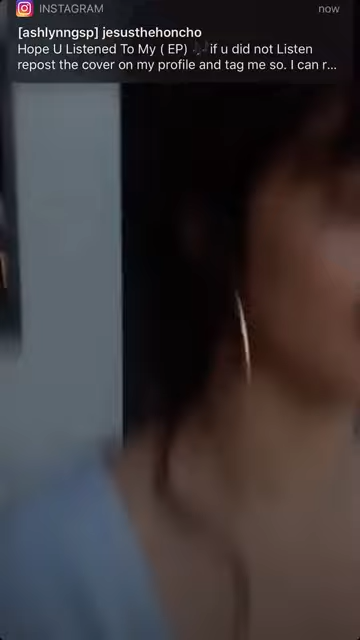 INSTAGRAM now
[ashlynngsp] jesusthehoncho
Hope U Listened To My ( EP) 🎶 if u did not Listen
repost the cover on my profile and tag me so. I can r...